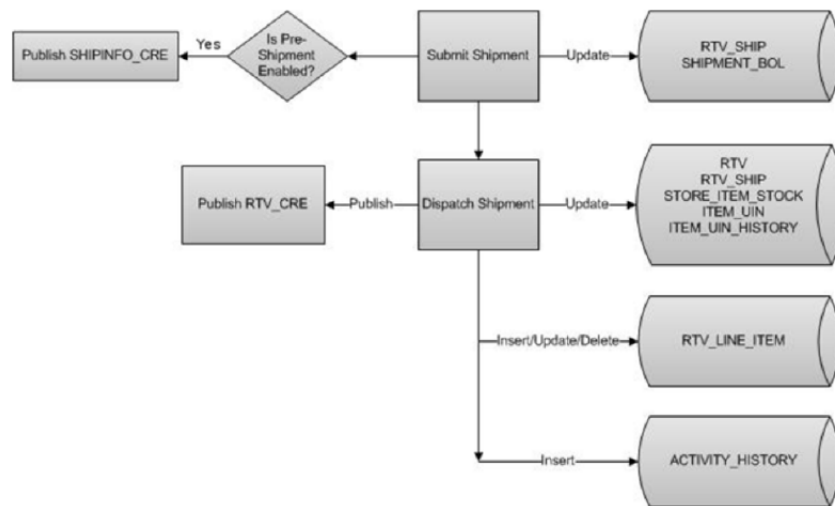 Publish SHIPINFO_CRE
Yes
Is Pre-
Shipment
Enabled?
Submit Shipment
Update
RTV_SHIP
SHIPMENT_BOL
Publish RTV_CRE
Publish
Dispatch Shipment
Update
RTV
RTV_SHIP
STORE_ITEM_STOCK
ITEM_UIN
ITEM_UIN_HISTORY
Insert/Update/Delete
RTV_LINE_ITEM
Insert
ACTIVITY_HISTORY